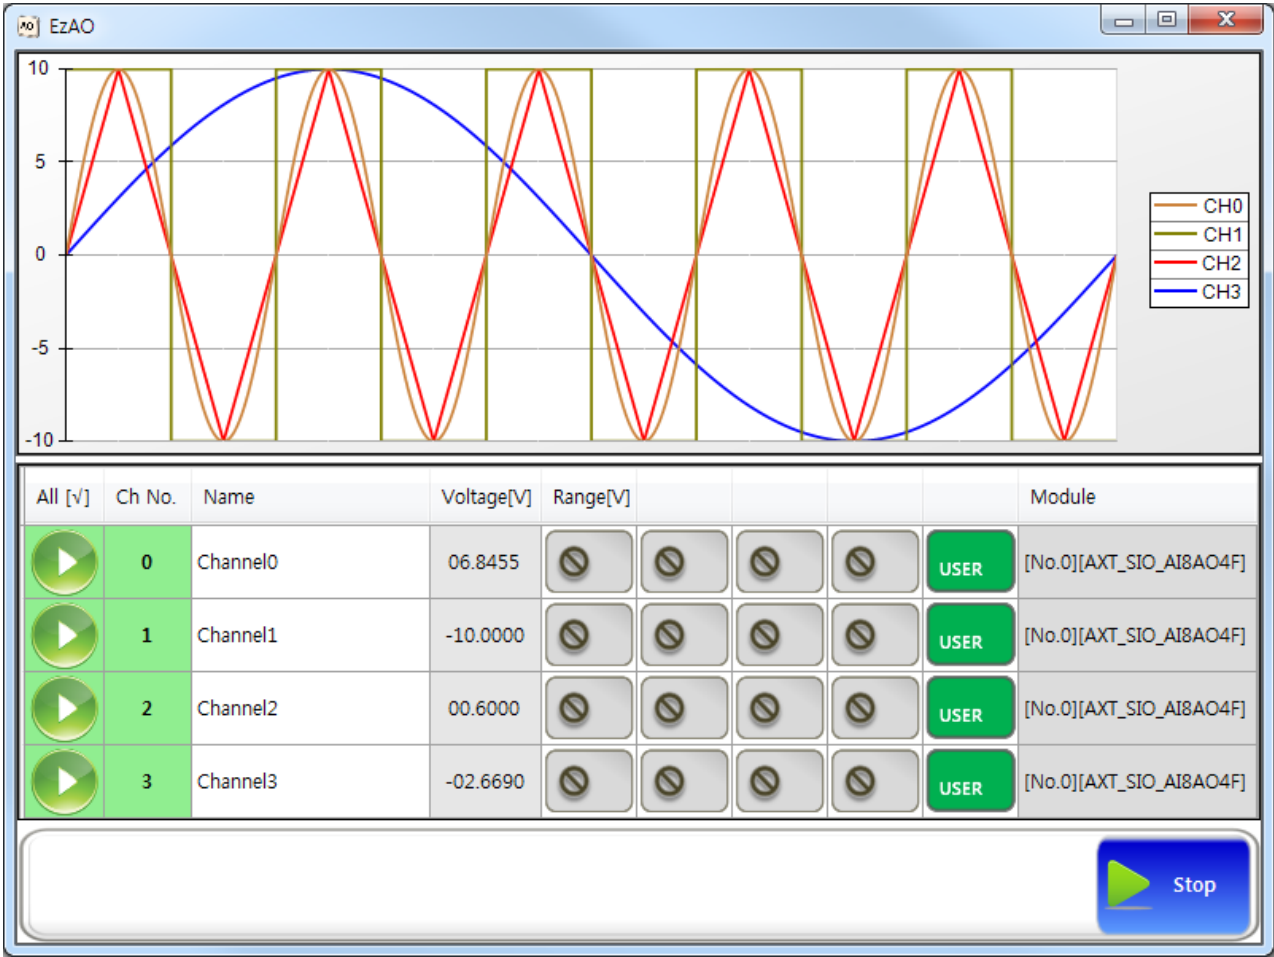 AO EzAO
10
5
0
-5
-10
CH0
CH1
CH2
CH3
All [√] Ch No. Name Voltage[V] Range[V] Module
0 Channel0 06.8455 USER [No.0][AXT_SIO_AI8AO4F]
1 Channel1 -10.0000 USER [No.0][AXT_SIO_AI8AO4F]
2 Channel2 00.6000 USER [No.0][AXT_SIO_AI8AO4F]
3 Channel3 -02.6690 USER [No.0][AXT_SIO_AI8AO4F]
Stop